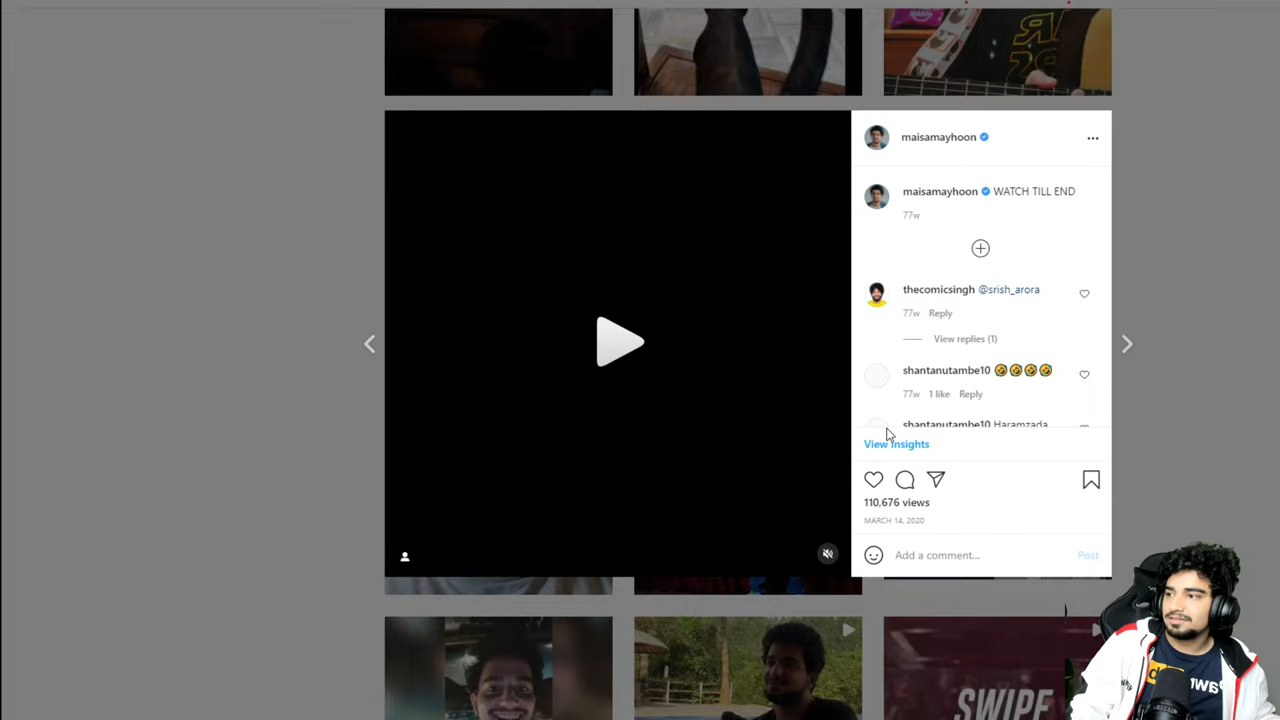 maisamayhoon
maisamayhoon WATCH TILL END
77w
thecomicsingh @srish_arora
77w Reply
View replies (1)
shantanutambe10 🤣🤣🤣🤣
77w 1 like Reply
shantanutambe10 Haramzada
View Insights
110,676 views
MARCH 14, 2020
Add a comment... Post
SWIPE